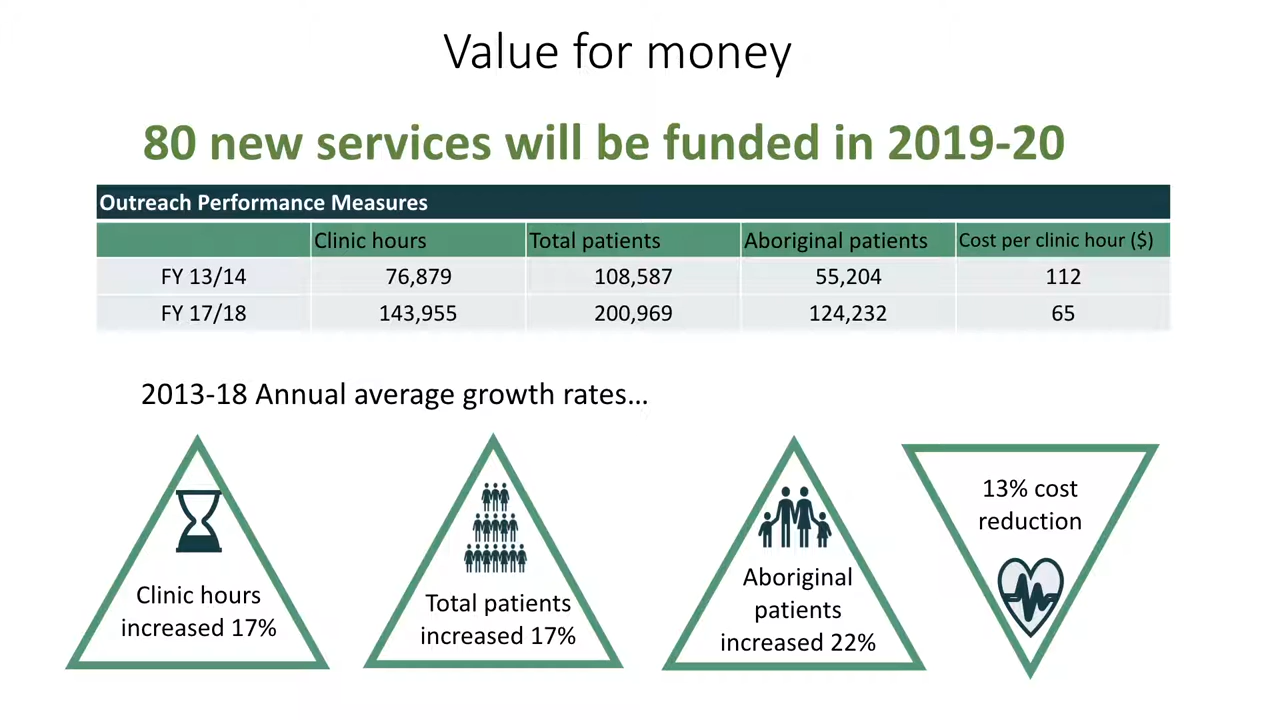 Value for money
80 new services will be funded in 2019-20
Outreach Performance Measures
Clinic hours Total patients Aboriginal patients Cost per clinic hour ($)
FY 13/14 76,879 108,587 55,204 112
FY 17/18 143,955 200,969 124,232 65
2013-18 Annual average growth rates…
Clinic hours
increased 17%
Total patients
increased 17%
Aboriginal
patients
increased 22%
13% cost
reduction